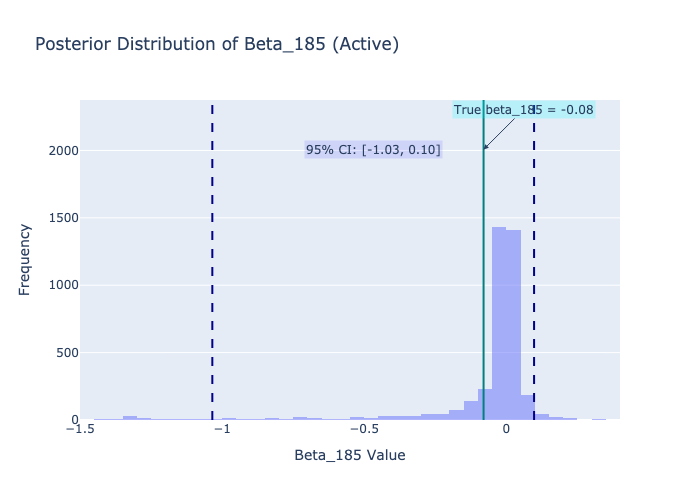 Posterior Distribution of Beta_185 (Active)
True beta_185 = -0.08
95% CI: [-1.03, 0.10]
2000
1500
1000
500
0
Frequency
−1.5
−1
−0.5
0
Beta_185 Value